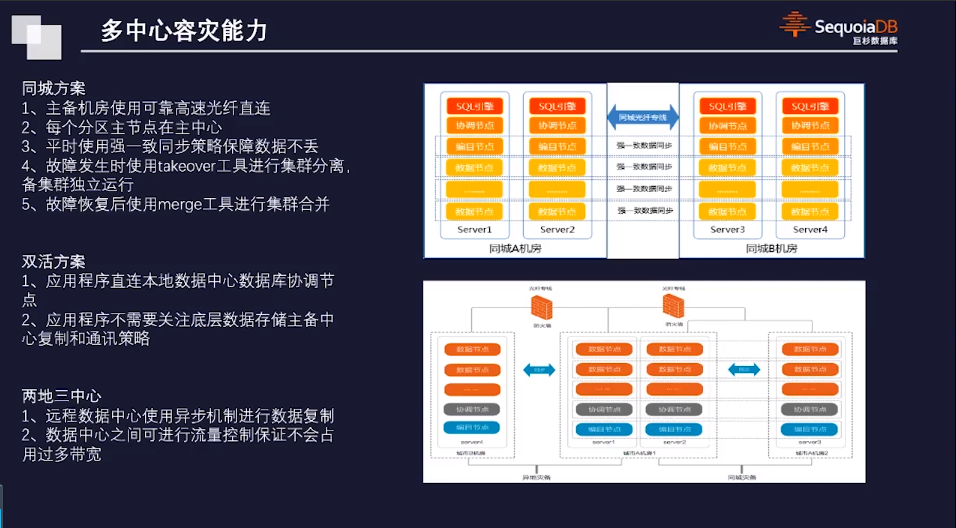 多中心容灾能力
SequoiaDB
巨杉数据库
同城方案
1、主备机房使用可靠高速光纤直连
2、每个分区主节点在主中心
3、平时使用强一致同步策略保障数据不丢
4、故障发生时使用takeover工具进行集群分离,
备集群独立运行
5、故障恢复后使用merge工具进行集群合并
双活方案
1、应用程序直连本地数据中心数据库协调节
点
2、应用程序不需要关注底层数据存储主备中
心复制和通讯策略
两地三中心
1、远程数据中心使用异步机制进行数据复制
2、数据中心之间可进行流量控制保证不会占
用过多带宽
SQL引擎 SQL引擎 同城光纤专线 SQL引擎 SQL引擎
协调节点 协调节点 协调节点 协调节点
编目节点 编目节点 强一致数据同步 编目节点 编目节点
数据节点 数据节点 强一致数据同步 数据节点 数据节点
......... ......... 强一致数据同步 ......... .........
数据节点 数据节点 强一致数据同步 数据节点 数据节点
Server1 Server2 Server3 Server4
同城A机房 同城B机房
光纤专线 光纤专线
防火墙 防火墙
数据节点 数据节点 数据节点 数据节点
数据节点 数据节点 数据节点 数据节点
... ... ... ... ... ... ... ...
协调节点 协调节点 协调节点 协调节点
编目节点 编目节点 编目节点 编目节点
server1 server2 server3
城市B机房 城市A机房1 城市A机房2
异地灾备 同城灾备